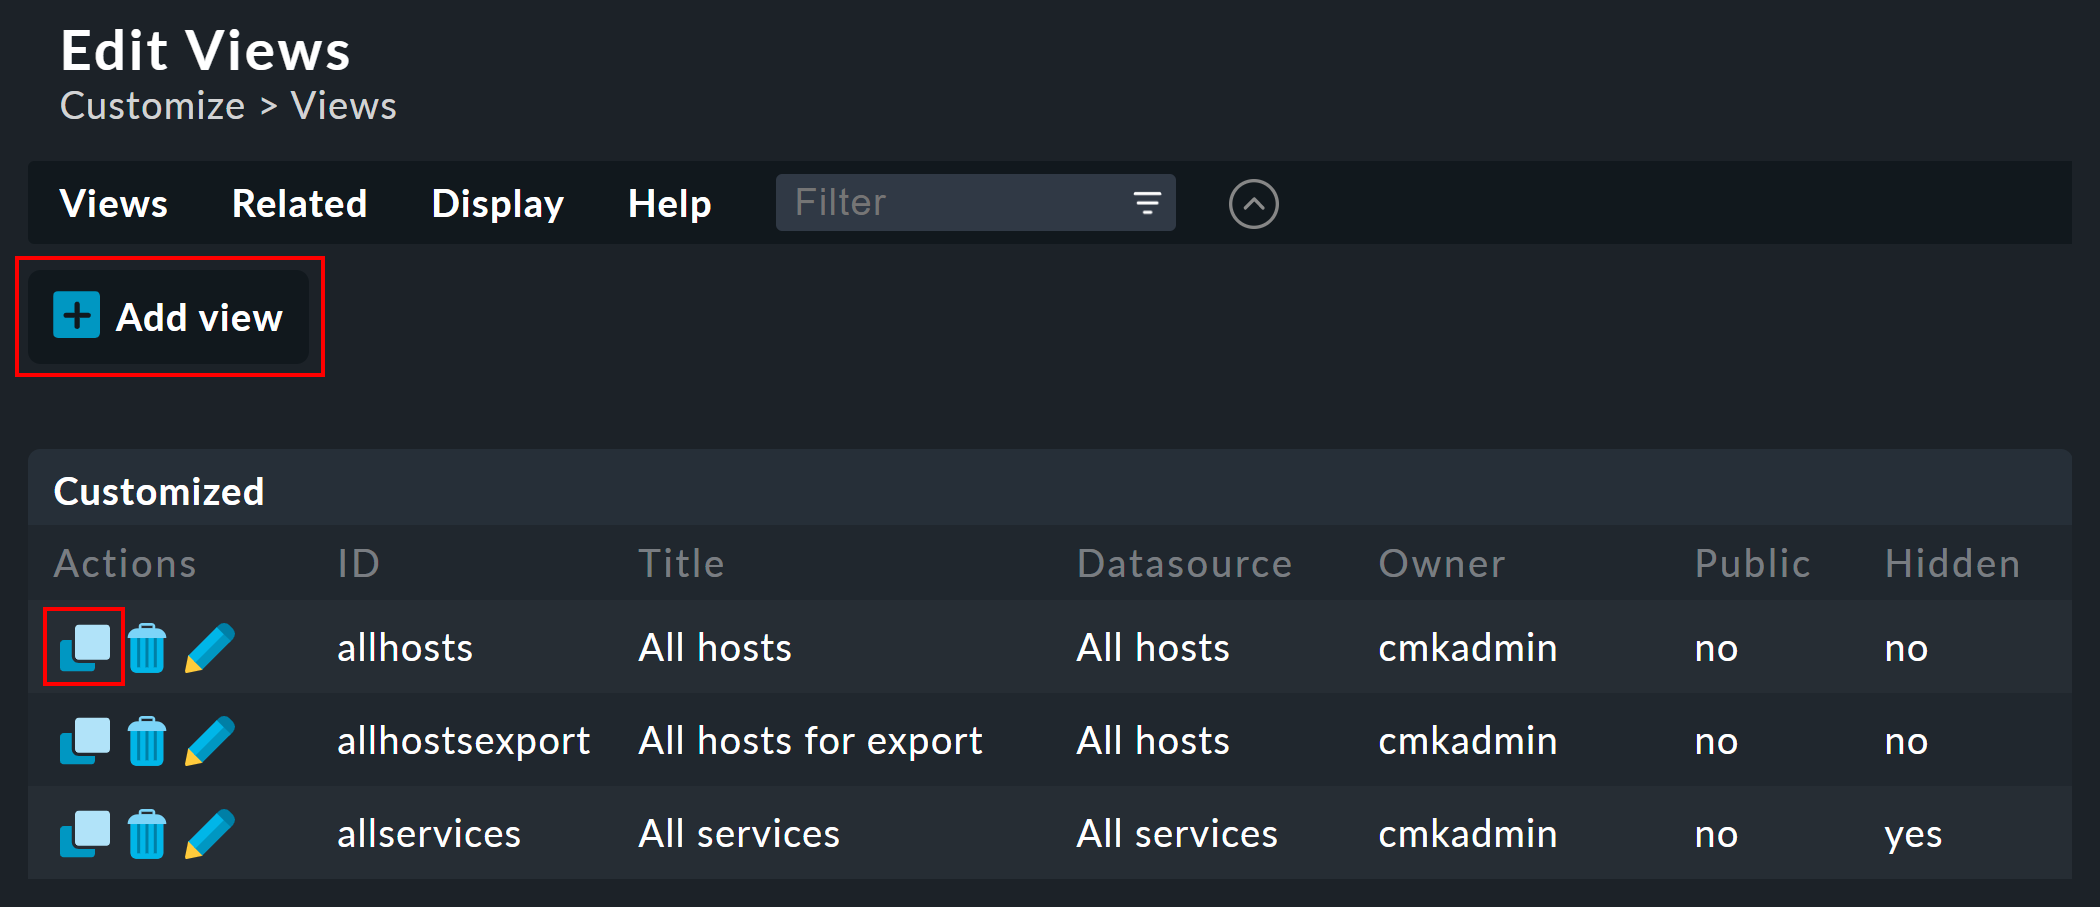 Edit Views
Customize > Views
Views Related Display Help Filter
Add view
Customized
Actions ID Title Datasource Owner Public Hidden
allhosts All hosts All hosts cmkadmin no no
allhostsexport All hosts for export All hosts cmkadmin no no
allservices All services All services cmkadmin no yes